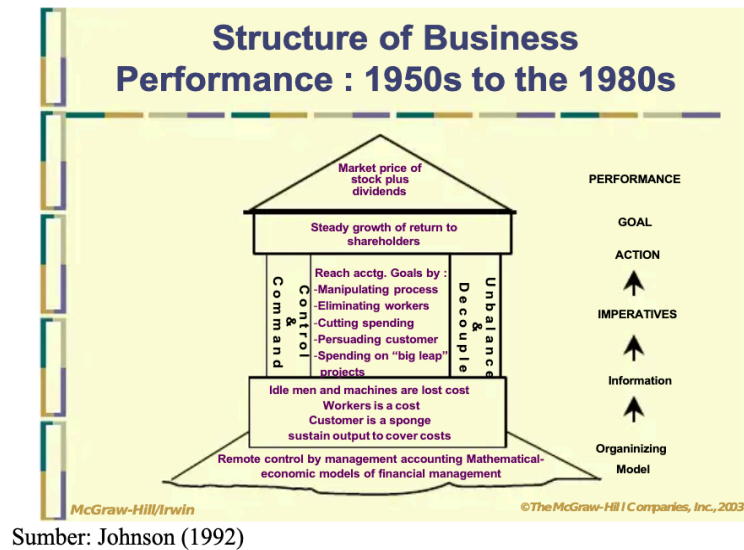 Structure of Business
Performance : 1950s to the 1980s
Market price of
stock plus
dividends
PERFORMANCE
Steady growth of return to
shareholders
GOAL
ACTION
Command
&
Control
Reach acctg. Goals by :
-Manipulating process
-Eliminating workers
-Cutting spending
-Persuading customer
-Spending on “big leap”
projects
Unbalance
&
Decouple
IMPERATIVES
Idle men and machines are lost cost
Workers is a cost
Customer is a sponge
sustain output to cover costs
Information
Remote control by management accounting Mathematical-
economic models of financial management
Organinizing
Model
McGraw-Hill/Irwin
©The McGraw-Hill Companies, Inc., 2003
Sumber: Johnson (1992)